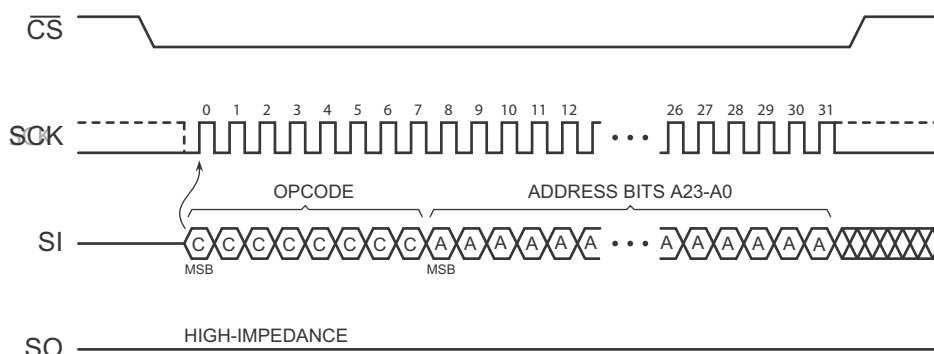 CS
0 1 2 3 4 5 6 7 8 9 10 11 12 26 27 28 29 30 31
SCK
OPCODE ADDRESS BITS A23-A0
SI C C C C C C C C A A A A A A A A A A A A
MSB MSB
HIGH-IMPEDANCE
SO